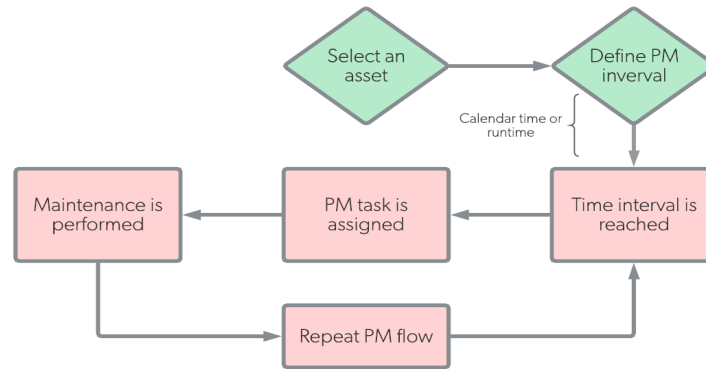 Select an
asset
Define PM
inverval
Calendar time or
runtime
Maintenance is
performed
PM task is
assigned
Time interval is
reached
Repeat PM flow